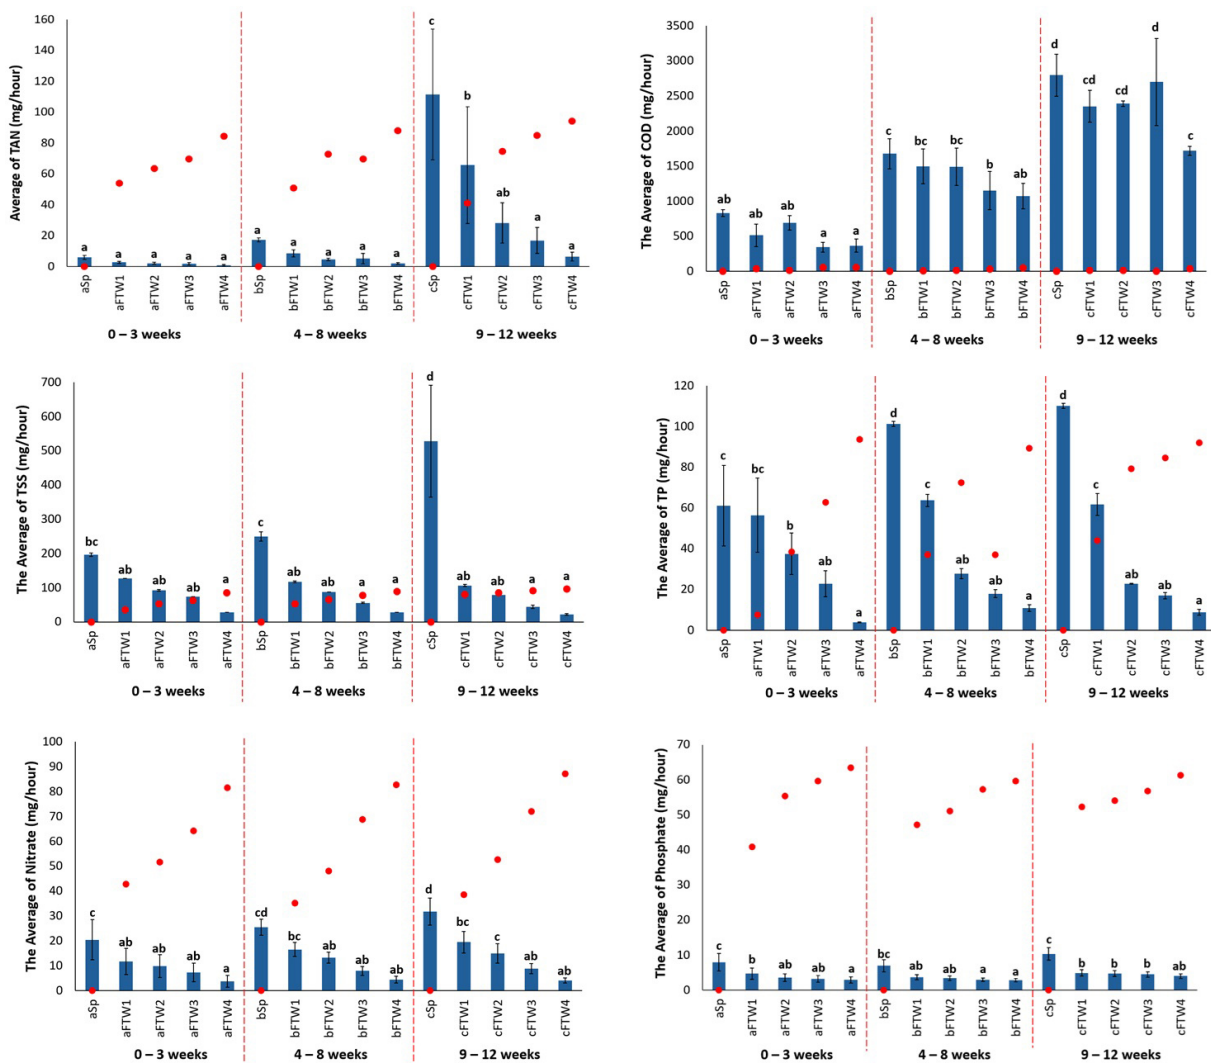 Average of TAN (mg/hour)
160
140
120
100
80
60
40
20
0
a a a a a
a a a a a
c b ab a a
aSp aFTW1 aFTW2 aFTW3 aFTW4
bSp bFTW1 bFTW2 bFTW3 bFTW4
cSp cFTW1 cFTW2 cFTW3 cFTW4
0 – 3 weeks 4 – 8 weeks 9 – 12 weeks
The Average of COD (mg/hour)
3500
3000
2500
2000
1500
1000
500
0
ab ab ab a a
c bc bc b ab
d cd cd d c
aSp aFTW1 aFTW2 aFTW3 aFTW4
bSp bFTW1 bFTW2 bFTW3 bFTW4
cSp cFTW1 cFTW2 cFTW3 cFTW4
0 – 3 weeks 4 – 8 weeks 9 – 12 weeks
The Average of TSS (mg/hour)
700
600
500
400
300
200
100
0
bc ab ab ab a
c ab ab a a
d ab ab a a
aSp aFTW1 aFTW2 aFTW3 aFTW4
bSp bFTW1 bFTW2 bFTW3 bFTW4
cSp cFTW1 cFTW2 cFTW3 cFTW4
0 – 3 weeks 4 – 8 weeks 9 – 12 weeks
The Average of TP (mg/hour)
120
100
80
60
40
20
0
c bc b ab a
d c ab ab a
d c ab ab a
aSp aFTW1 aFTW2 aFTW3 aFTW4
bSp bFTW1 bFTW2 bFTW3 bFTW4
cSp cFTW1 cFTW2 cFTW3 cFTW4
0 – 3 weeks 4 – 8 weeks 9 – 12 weeks
The Average of Nitrate (mg/hour)
100
90
80
70
60
50
40
30
20
10
0
c ab ab ab a
cd bc ab ab ab
d bc c ab ab
aSp aFTW1 aFTW2 aFTW3 aFTW4
bSp bFTW1 bFTW2 bFTW3 bFTW4
cSp cFTW1 cFTW2 cFTW3 cFTW4
0 – 3 weeks 4 – 8 weeks 9 – 12 weeks
The Average of Phosphate (mg/hour)
70
60
50
40
30
20
10
0
c b ab ab a
bc ab ab a a
c b b b ab
aSp aFTW1 aFTW2 aFTW3 aFTW4
bSp bFTW1 bFTW2 bFTW3 bFTW4
cSp cFTW1 cFTW2 cFTW3 cFTW4
0 – 3 weeks 4 – 8 weeks 9 – 12 weeks